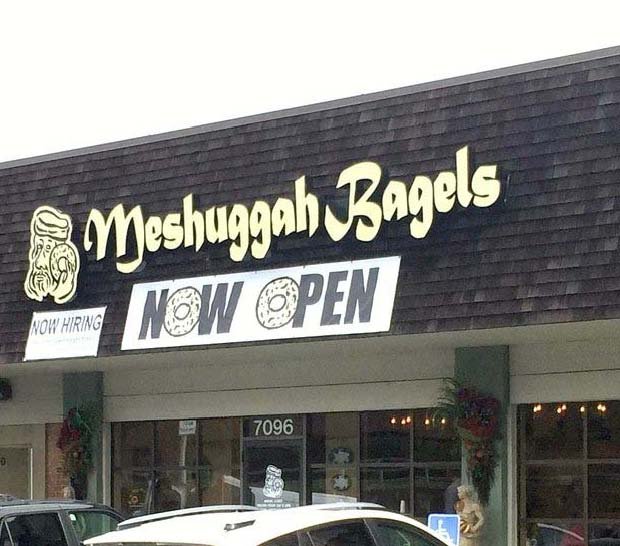 Meshuggah Bagels
NOW HIRING
NOW OPEN
7096